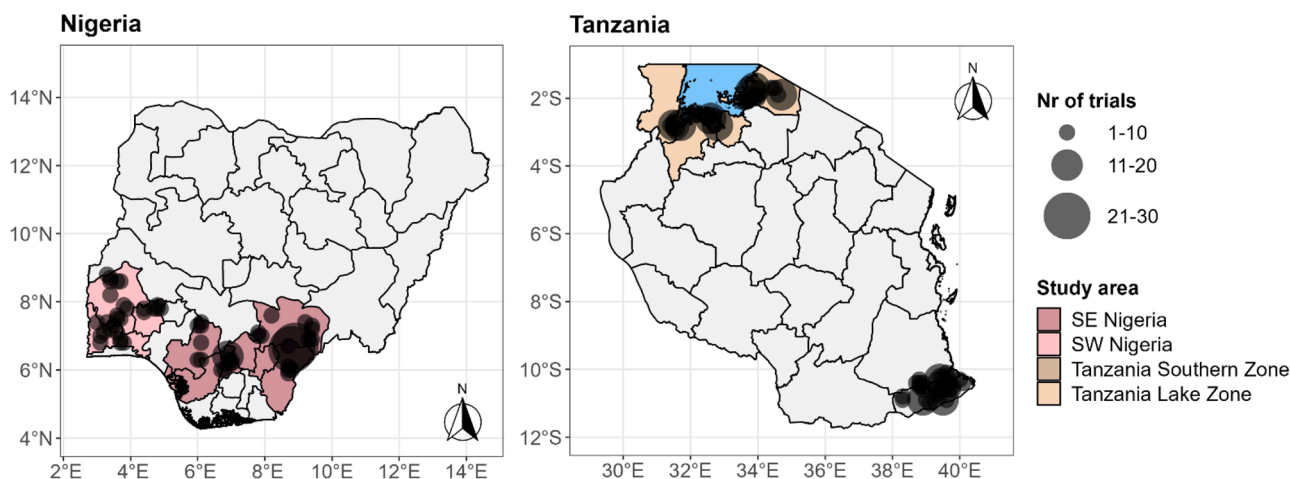 Nigeria
Tanzania
14°N
12°N
10°N
8°N
6°N
4°N
2°E
4°E
6°E
8°E
10°E
12°E
14°E
N
2°S
4°S
6°S
8°S
10°S
12°S
30°E
32°E
34°E
36°E
38°E
40°E
N
Nr of trials
1-10
11-20
21-30
Study area
SE Nigeria
SW Nigeria
Tanzania Southern Zone
Tanzania Lake Zone